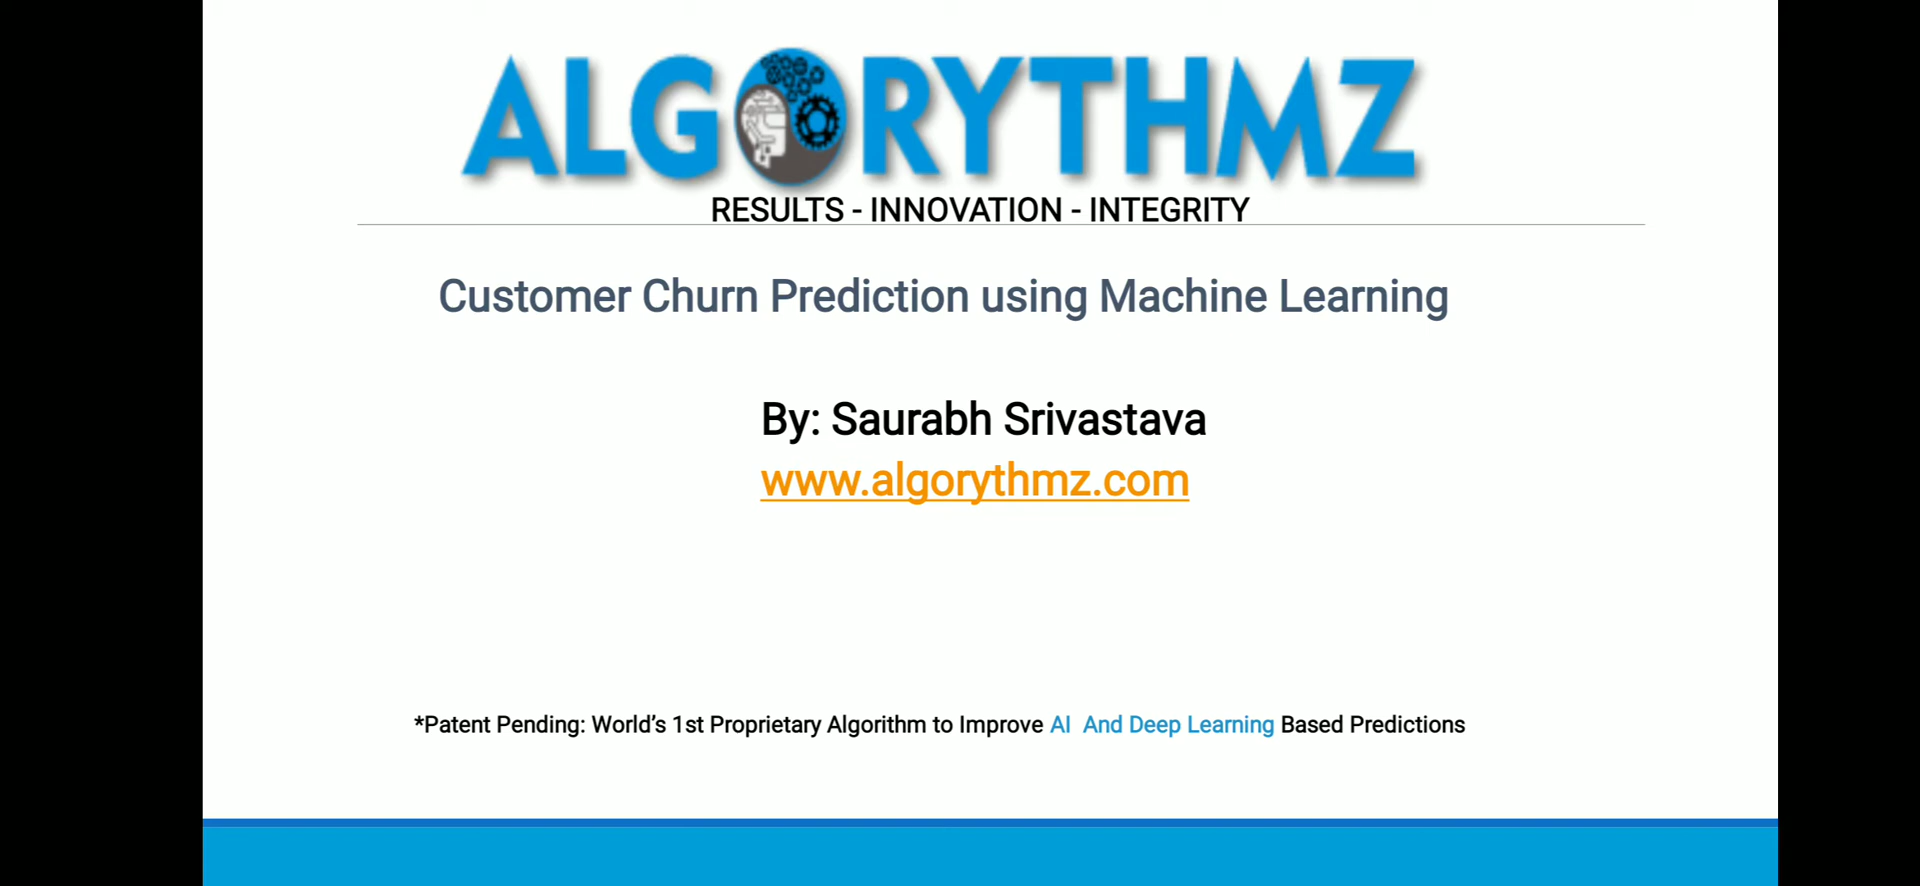 ALGORYTHMZ
RESULTS - INNOVATION - INTEGRITY
Customer Churn Prediction using Machine Learning
By: Saurabh Srivastava
www.algorythmz.com
*Patent Pending: World’s 1st Proprietary Algorithm to Improve AI  And Deep Learning Based Predictions